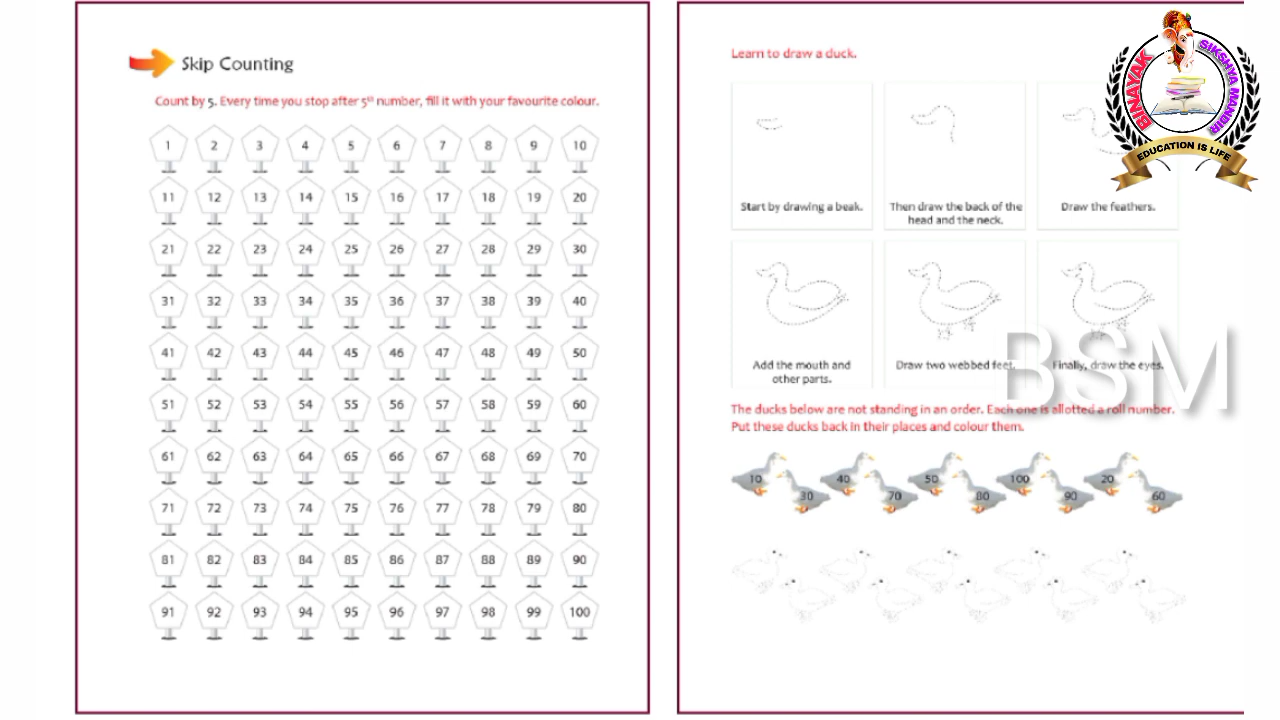 Skip Counting
Count by 5. Every time you stop after 5th number, fill it with your favourite colour.
1 2 3 4 5 6 7 8 9 10
11 12 13 14 15 16 17 18 19 20
21 22 23 24 25 26 27 28 29 30
31 32 33 34 35 36 37 38 39 40
41 42 43 44 45 46 47 48 49 50
51 52 53 54 55 56 57 58 59 60
61 62 63 64 65 66 67 68 69 70
71 72 73 74 75 76 77 78 79 80
81 82 83 84 85 86 87 88 89 90
91 92 93 94 95 96 97 98 99 100
Learn to draw a duck.
Start by drawing a beak.
Then draw the back of the
head and the neck.
Draw the feathers.
Add the mouth and
other parts.
Draw two webbed feet.
Finally, draw the eyes.
The ducks below are not standing in an order. Each one is allotted a roll number.
Put these ducks back in their places and colour them.
10 30 40 70 50 80 100 90 20 60
BINAYAK SIKSHYA MANDIR
EDUCATION IS LIFE
BSM